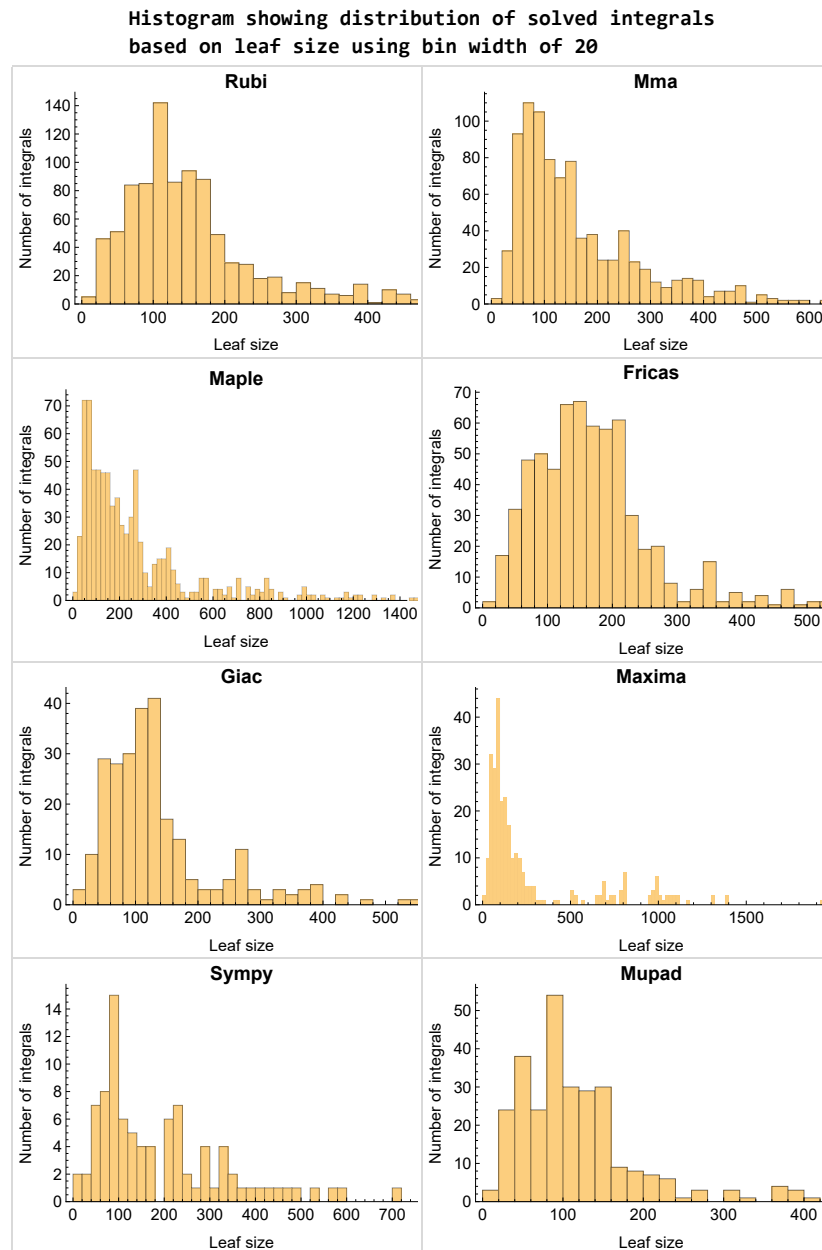 Histogram showing distribution of solved integrals
based on leaf size using bin width of 20
Rubi
Number of integrals
0 20 40 60 80 100 120 140
0 100 200 300 400
Leaf size
Mma
Number of integrals
0 20 40 60 80 100
0 100 200 300 400 500 600
Leaf size
Maple
Number of integrals
0 10 20 30 40 50 60 70
0 200 400 600 800 1000 1200 1400
Leaf size
Fricas
Number of integrals
0 10 20 30 40 50 60 70
0 100 200 300 400 500
Leaf size
Giac
Number of integrals
0 10 20 30 40
0 100 200 300 400 500
Leaf size
Maxima
Number of integrals
0 10 20 30 40
0 500 1000 1500
Leaf size
Sympy
Number of integrals
0 2 4 6 8 10 12 14
0 100 200 300 400 500 600 700
Leaf size
Mupad
Number of integrals
0 10 20 30 40 50
0 100 200 300 400
Leaf size